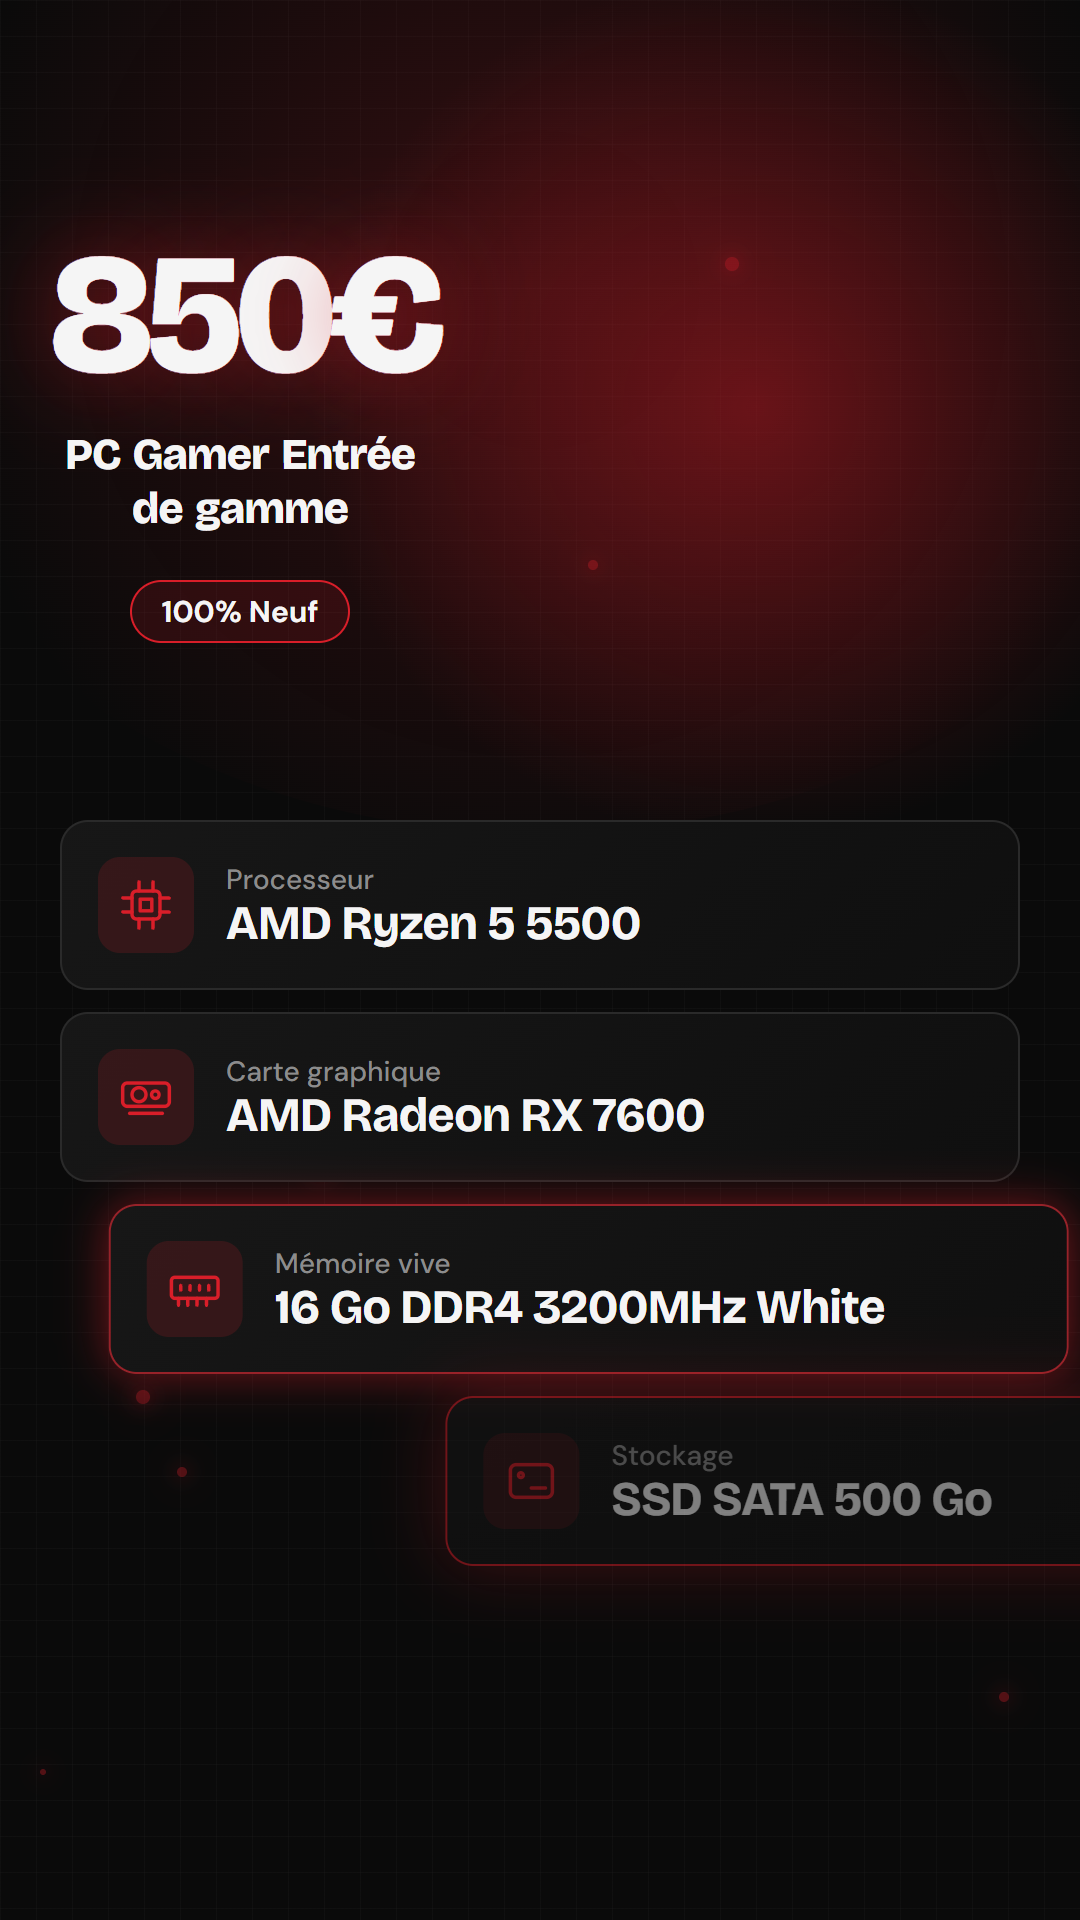 850€
PC Gamer Entrée
de gamme
100% Neuf
Processeur
AMD Ryzen 5 5500
Carte graphique
AMD Radeon RX 7600
Mémoire vive
16 Go DDR4 3200MHz White
Stockage
SSD SATA 500 Go